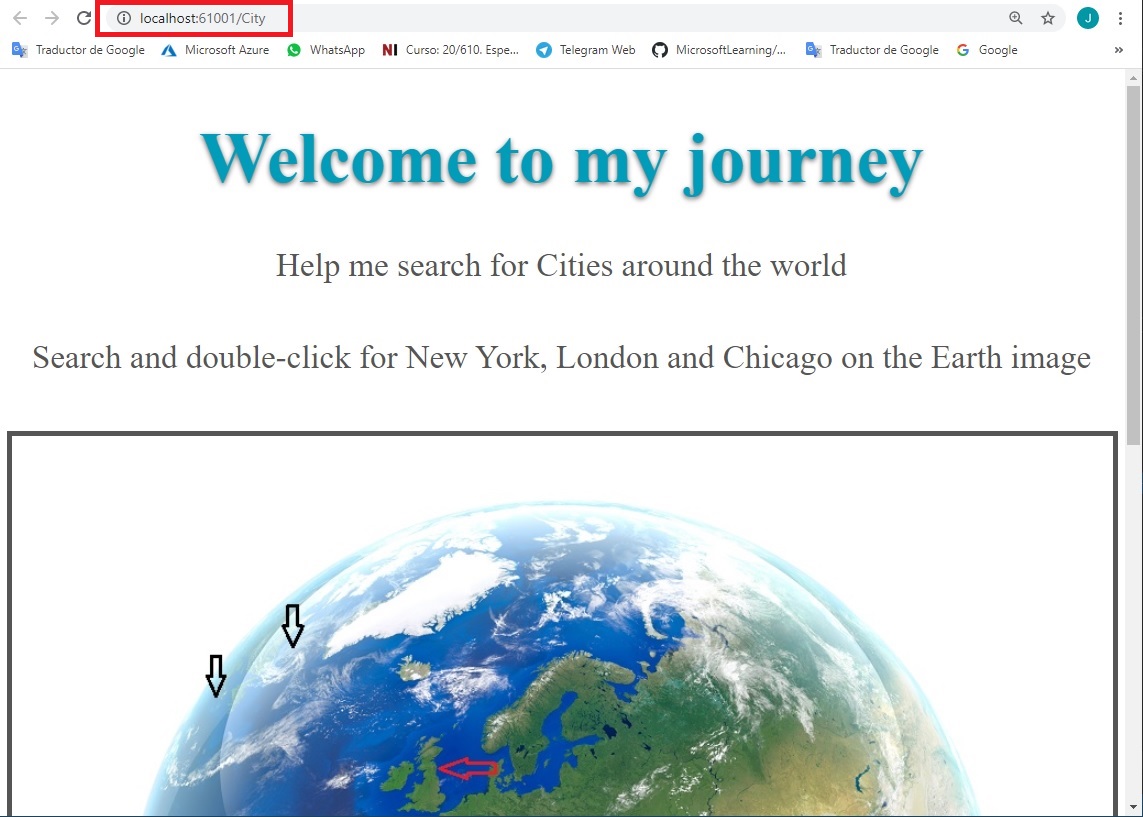 localhost:61001/City
J
Traductor de Google Microsoft Azure WhatsApp NI Curso: 20/610. Espe... Telegram Web MicrosoftLearning/... Traductor de Google G Google »
Welcome to my journey
Help me search for Cities around the world
Search and double-click for New York, London and Chicago on the Earth image